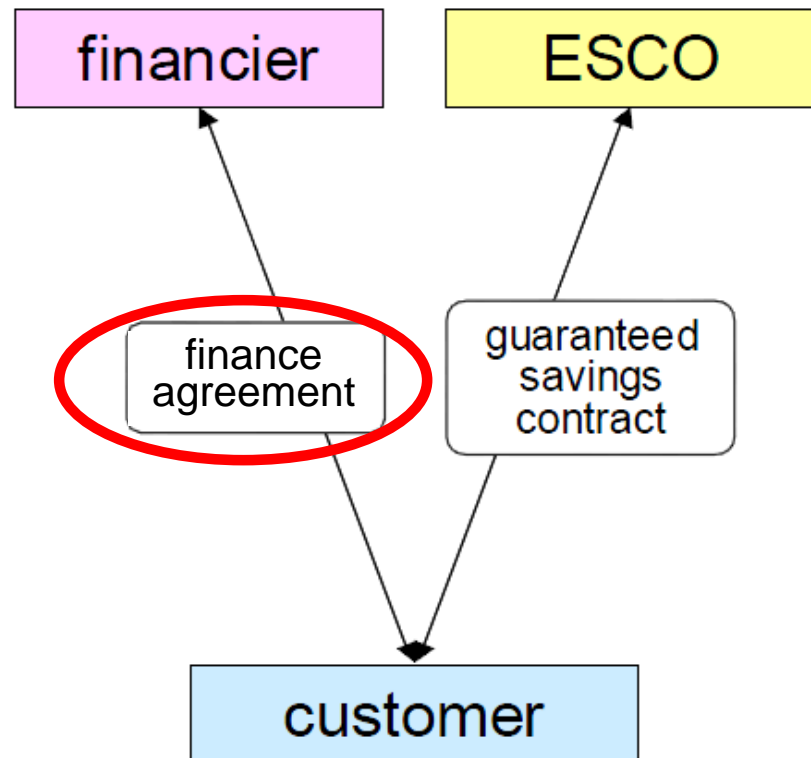 financier
ESCO
finance
agreement
guaranteed
savings
contract
customer